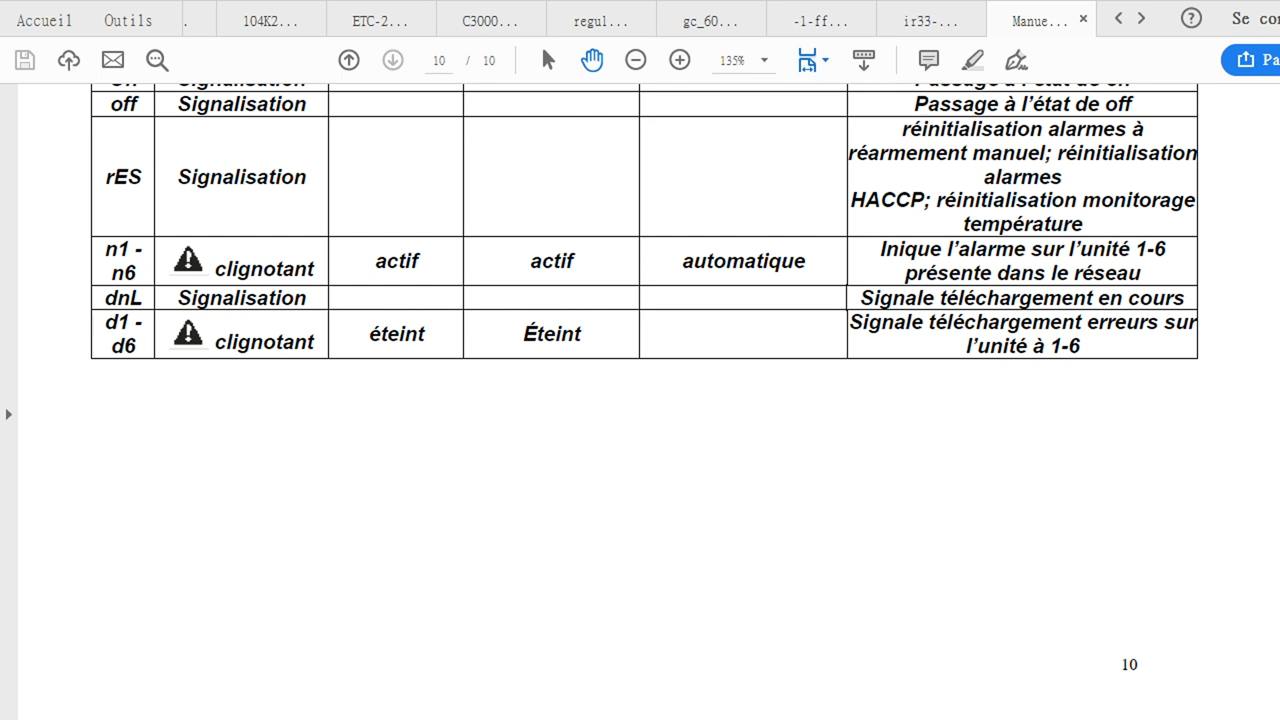 Accueil Outils . 104K2... ETC-2... C3000... regul... gc_60... -1-ff... ir33-... Manue... × ? Se con
10 / 10 135% Pa
off Signalisation Passage à l'état de off
rES Signalisation
réinitialisation alarmes à
réarmement manuel; réinitialisation
alarmes
HACCP; réinitialisation monitorage
température
n1 -
n6
clignotant actif actif automatique
Inique l'alarme sur l'unité 1-6
présente dans le réseau
dnL Signalisation Signale téléchargement en cours
d1 -
d6
clignotant éteint Éteint
Signale téléchargement erreurs sur
l'unité à 1-6
10